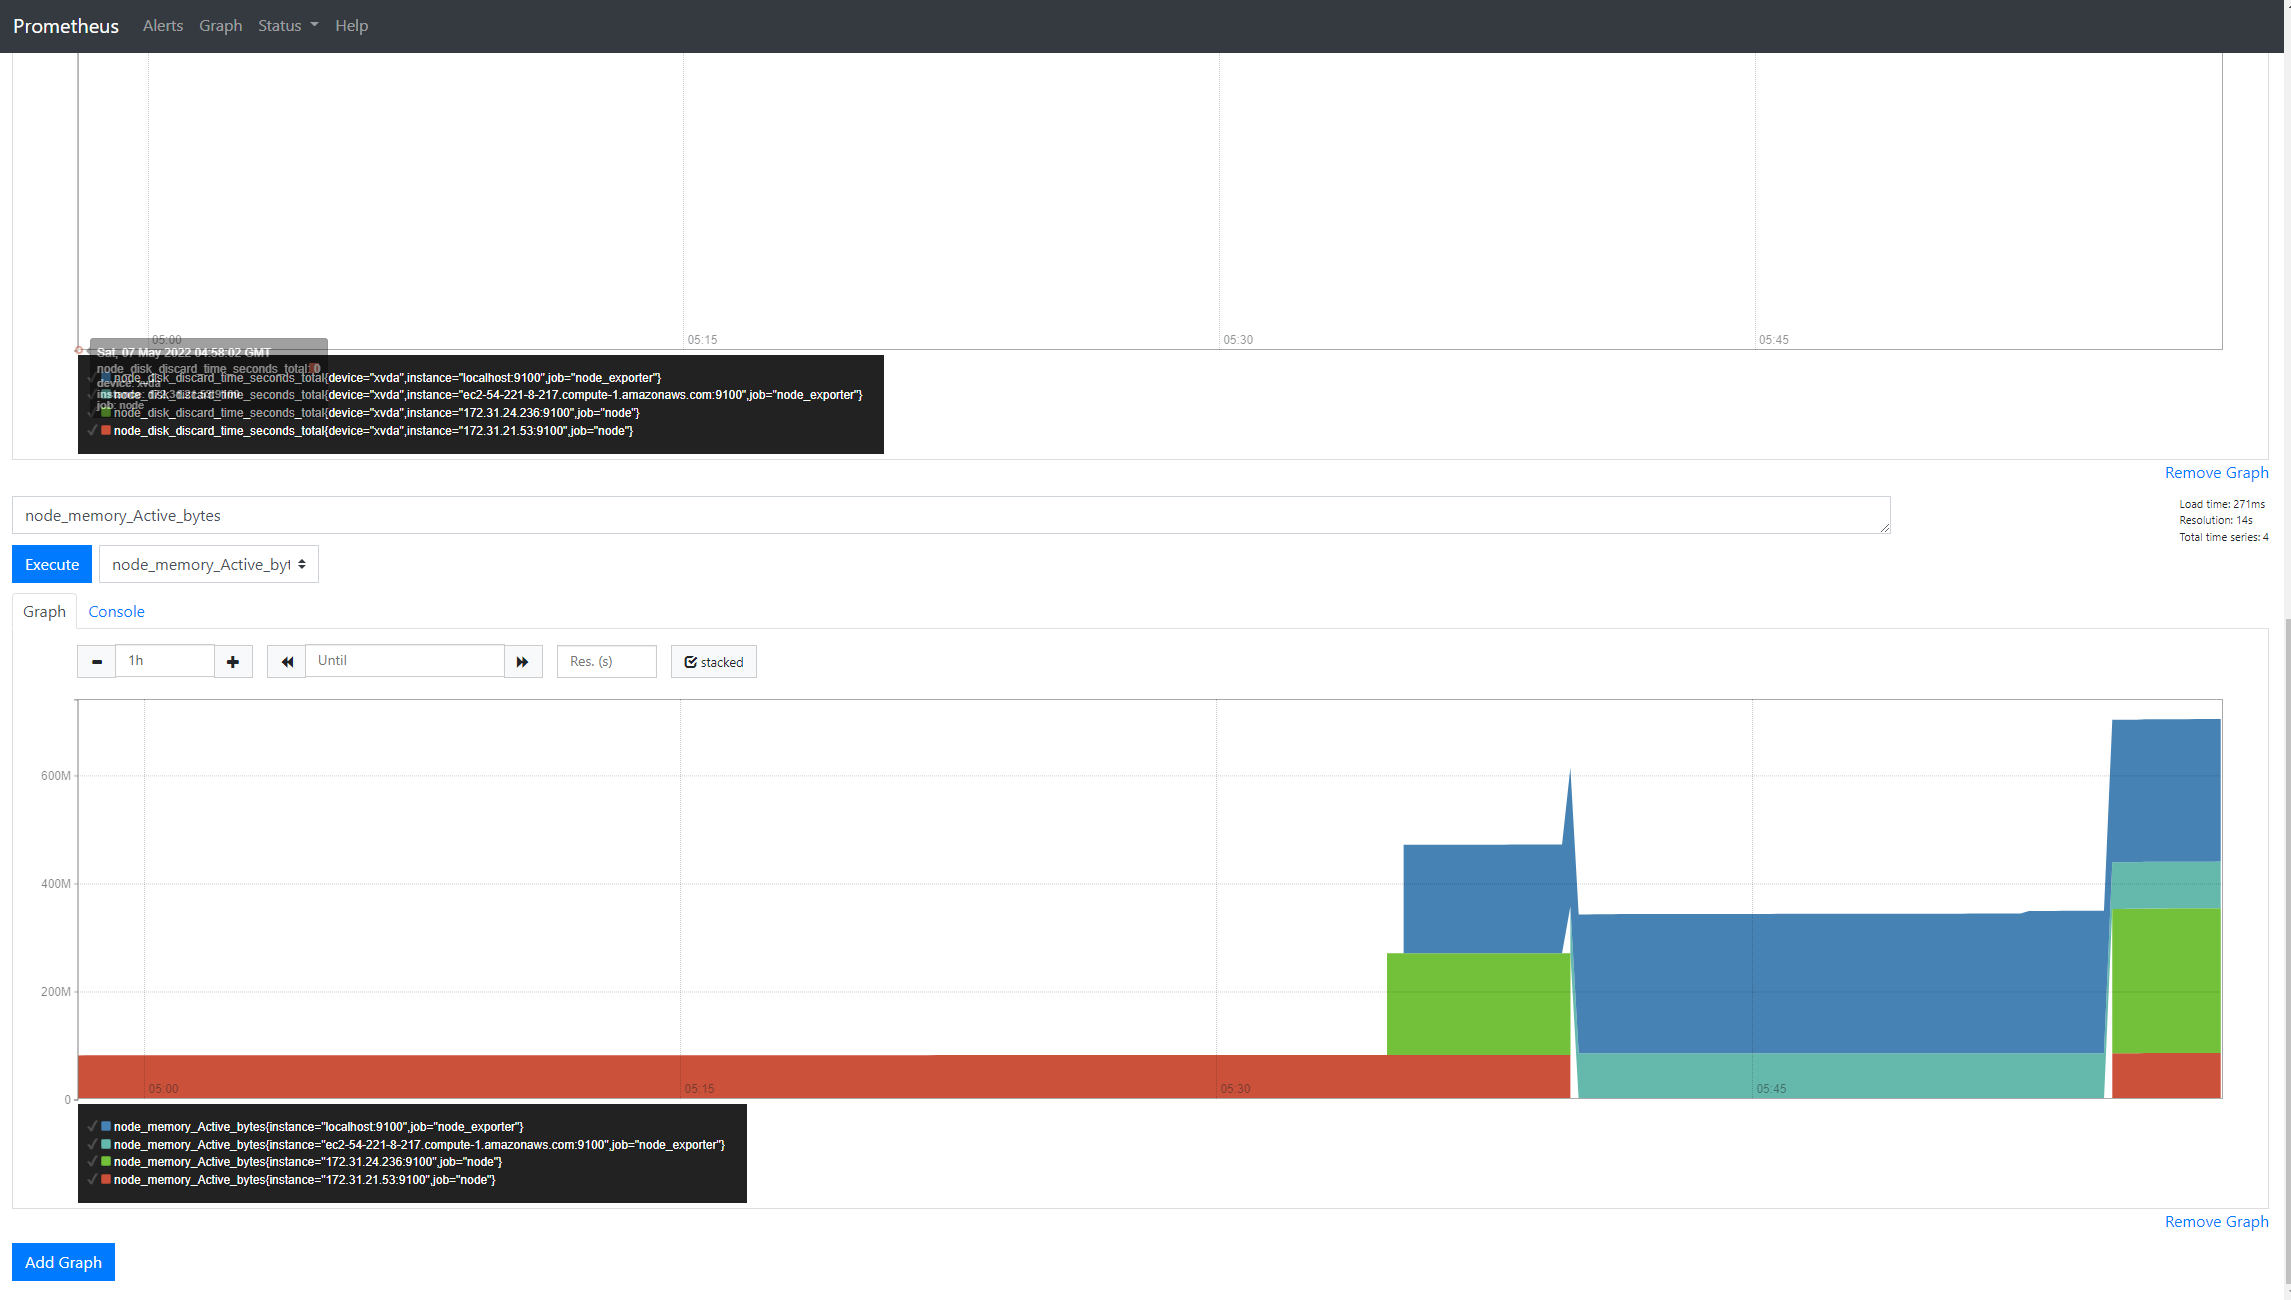 Prometheus Alerts Graph Status Help
05:00 05:15 05:30 05:45
Sat, 07 May 2022 04:58:02 GMT
node_disk_discard_time_seconds_total: 0
device: xvda
instance: 172.31.21.53:9100
job: node
node_disk_discard_time_seconds_total{device="xvda",instance="localhost:9100",job="node_exporter"}
node_disk_discard_time_seconds_total{device="xvda",instance="ec2-54-221-8-217.compute-1.amazonaws.com:9100",job="node_exporter"}
node_disk_discard_time_seconds_total{device="xvda",instance="172.31.24.236:9100",job="node"}
node_disk_discard_time_seconds_total{device="xvda",instance="172.31.21.53:9100",job="node"}
Remove Graph
node_memory_Active_bytes
Load time: 271ms
Resolution: 14s
Total time series: 4
Execute node_memory_Active_byt
Graph Console
1h Until Res. (s) stacked
600M
400M
200M
0
05:00 05:15 05:30 05:45
node_memory_Active_bytes{instance="localhost:9100",job="node_exporter"}
node_memory_Active_bytes{instance="ec2-54-221-8-217.compute-1.amazonaws.com:9100",job="node_exporter"}
node_memory_Active_bytes{instance="172.31.24.236:9100",job="node"}
node_memory_Active_bytes{instance="172.31.21.53:9100",job="node"}
Remove Graph
Add Graph